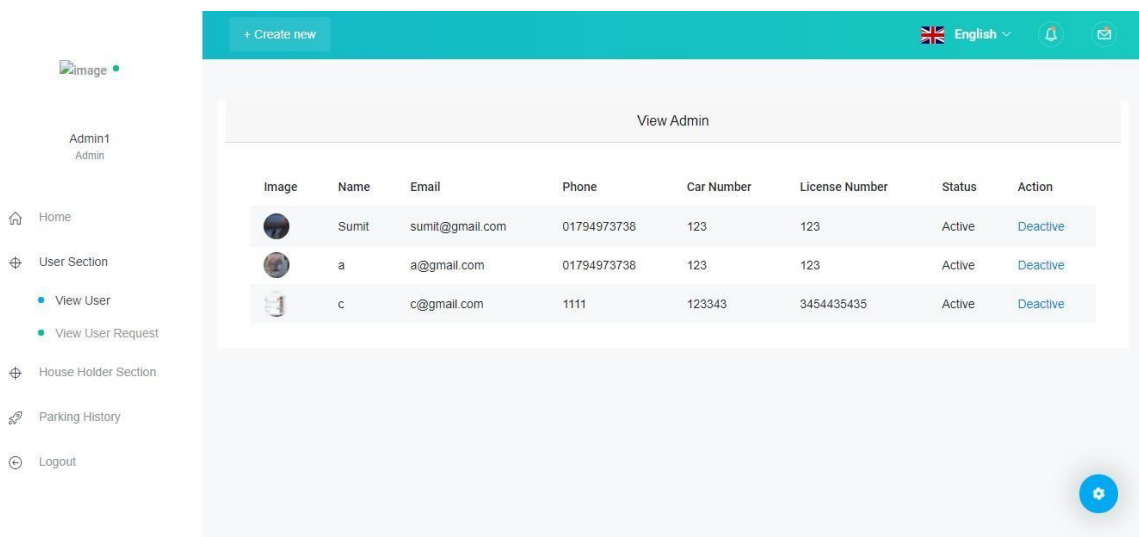 + Create new
English
image
Admin1
Admin
Home
User Section
View User
View User Request
House Holder Section
Parking History
Logout
View Admin
Image Name Email Phone Car Number License Number Status Action
Sumit sumit@gmail.com 01794973738 123 123 Active Deactive
a a@gmail.com 01794973738 123 123 Active Deactive
c c@gmail.com 1111 123343 3454435435 Active Deactive